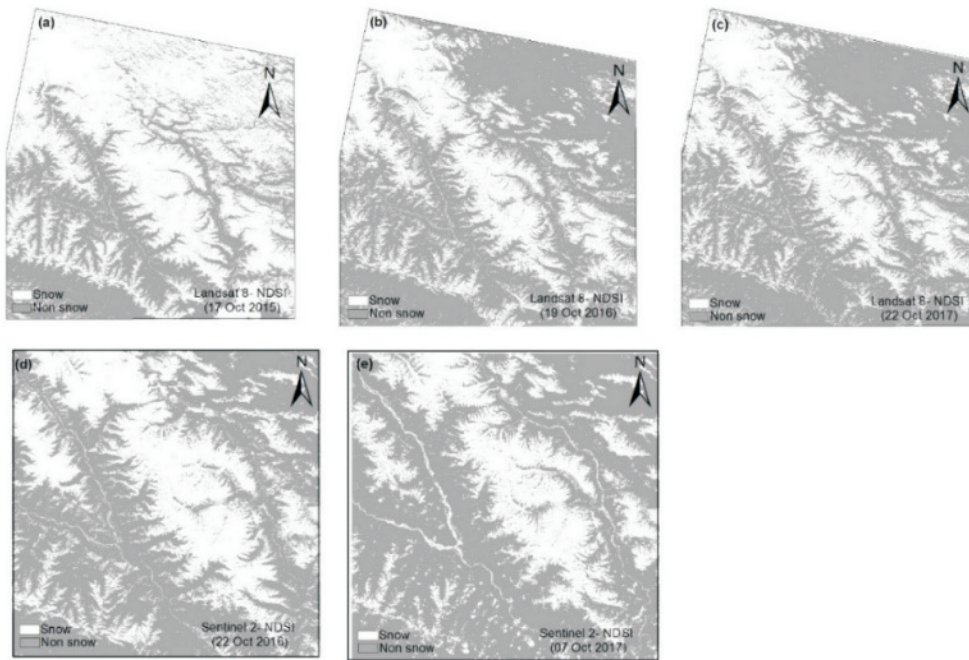 (a)
N
Snow
Non snow
Landsat 8- NDSI
(17 Oct 2015)
(b)
N
Snow
Non snow
Landsat 8- NDSI
(19 Oct 2016)
(c)
N
Snow
Non snow
Landsat 8- NDSI
(22 Oct 2017)
(d)
N
Snow
Non snow
Sentinel 2- NDSI
(22 Oct 2016)
(e)
N
Snow
Non snow
Sentinel 2- NDSI
(07 Oct 2017)